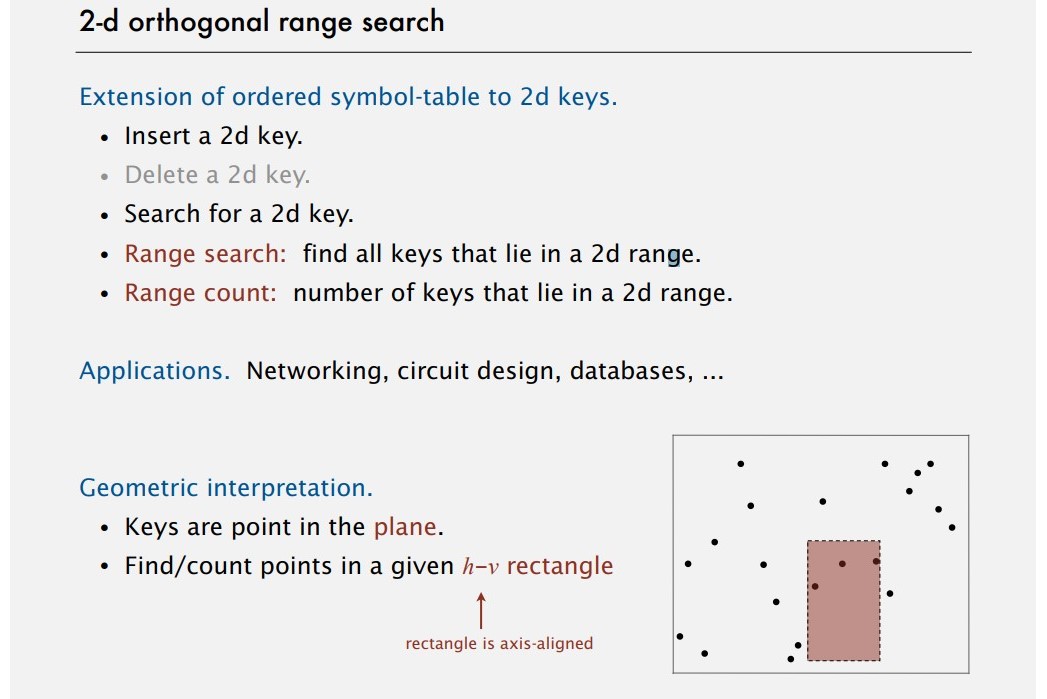 2-d orthogonal range search
Extension of ordered symbol-table to 2d keys.
• Insert a 2d key.
• Delete a 2d key.
• Search for a 2d key.
• Range search: find all keys that lie in a 2d range.
• Range count: number of keys that lie in a 2d range.
Applications. Networking, circuit design, databases, ...
Geometric interpretation.
• Keys are point in the plane.
• Find/count points in a given h–v rectangle
rectangle is axis-aligned